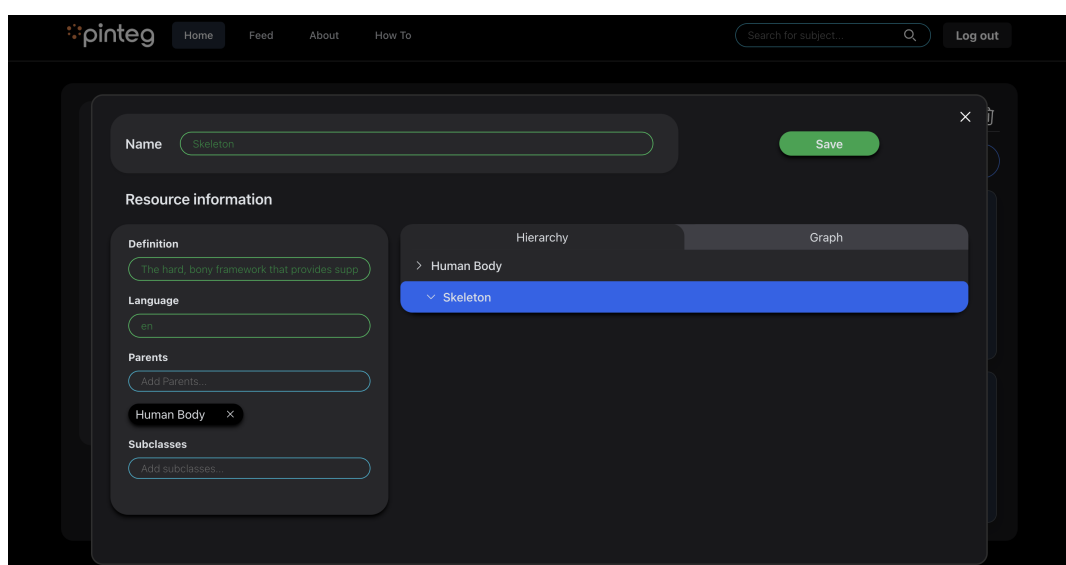 pinteg
Home Feed About How To Search for subject... Log out
Name Skeleton Save
Resource information
Definition
The hard, bony framework that provides supp
Language
en
Parents
Add Parents...
Human Body
Subclasses
Add subclasses...
Hierarchy Graph
Human Body
Skeleton